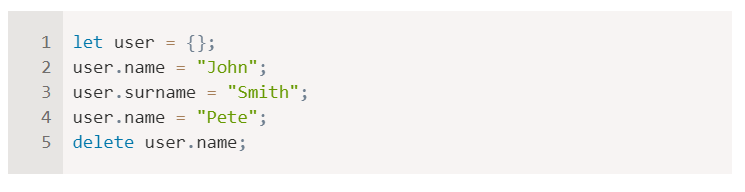 1 let user = {};
2 user.name = "John";
3 user.surname = "Smith";
4 user.name = "Pete";
5 delete user.name;